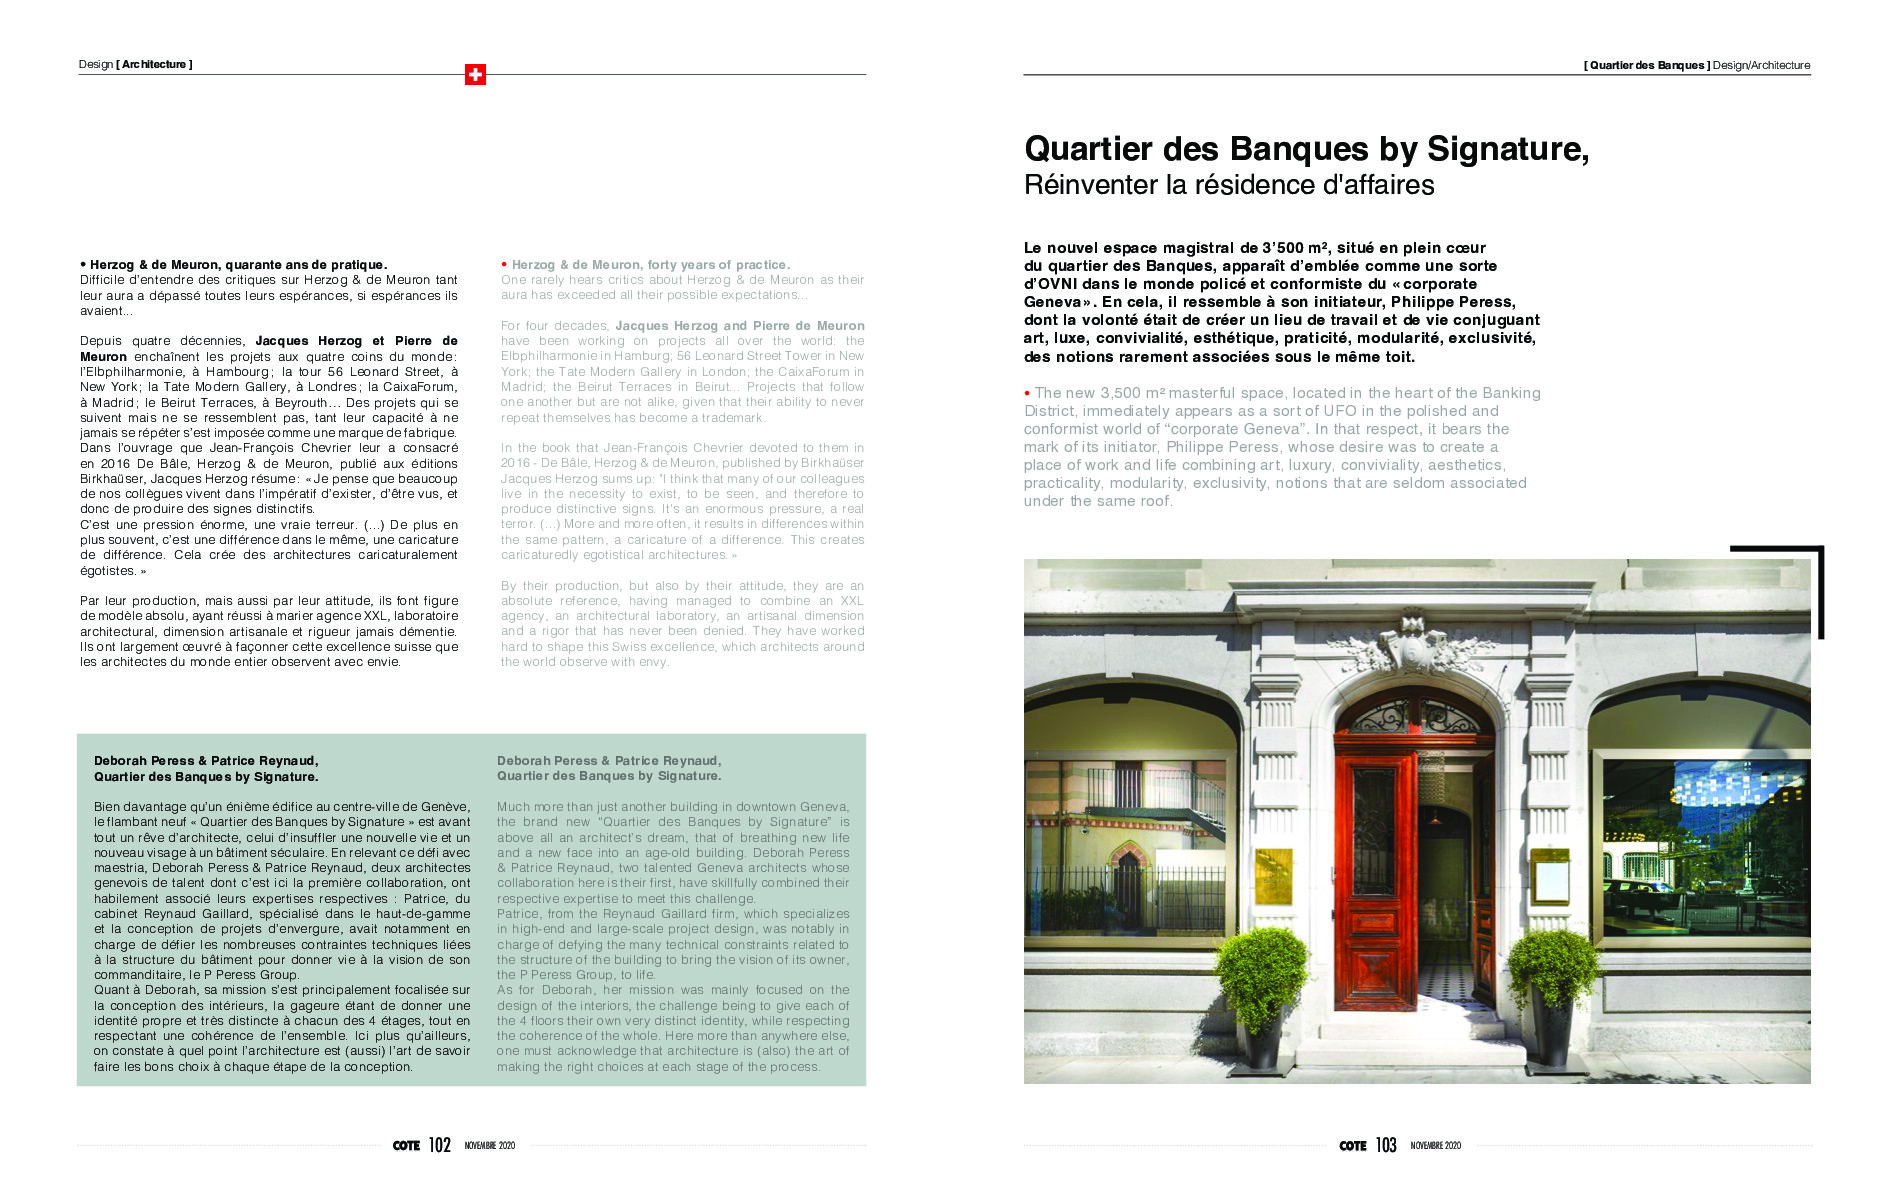 Design [ Architecture ]
• Herzog & de Meuron, quarante ans de pratique.
Difficile d’entendre des critiques sur Herzog & de Meuron tant
leur aura a dépassé toutes leurs espérances, si espérances ils
avaient...
Depuis quatre décennies, Jacques Herzog et Pierre de
Meuron enchaînent les projets aux quatre coins du monde :
l’Elbphilharmonie, à Hambourg ; la tour 56 Leonard Street, à
New York ; la Tate Modern Gallery, à Londres ; la CaixaForum,
à Madrid ; le Beirut Terraces, à Beyrouth… Des projets qui se
suivent mais ne se ressemblent pas, tant leur capacité à ne
jamais se répéter s’est imposée comme une marque de fabrique.
Dans l’ouvrage que Jean-François Chevrier leur a consacré
en 2016 De Bâle, Herzog & de Meuron, publié aux éditions
Birkhaüser, Jacques Herzog résume : « Je pense que beaucoup
de nos collègues vivent dans l’impératif d’exister, d’être vus, et
donc de produire des signes distinctifs.
C’est une pression énorme, une vraie terreur. (…) De plus en
plus souvent, c’est une différence dans le même, une caricature
de différence. Cela crée des architectures caricaturalement
égotistes. »
Par leur production, mais aussi par leur attitude, ils font figure
de modèle absolu, ayant réussi à marier agence XXL, laboratoire
architectural, dimension artisanale et rigueur jamais démentie.
Ils ont largement œuvré à façonner cette excellence suisse que
les architectes du monde entier observent avec envie.
• Herzog & de Meuron, forty years of practice.
One rarely hears critics about Herzog & de Meuron as their
aura has exceeded all their possible expectations...
For four decades, Jacques Herzog and Pierre de Meuron
have been working on projects all over the world: the
Elbphilharmonie in Hamburg; 56 Leonard Street Tower in New
York; the Tate Modern Gallery in London; the CaixaForum in
Madrid; the Beirut Terraces in Beirut... Projects that follow
one another but are not alike, given that their ability to never
repeat themselves has become a trademark.
In the book that Jean-François Chevrier devoted to them in
2016 - De Bâle, Herzog & de Meuron, published by Birkhaüser
Jacques Herzog sums up: "I think that many of our colleagues
live in the necessity to exist, to be seen, and therefore to
produce distinctive signs. It’s an enormous pressure, a real
terror. (…) More and more often, it results in differences within
the same pattern, a caricature of a difference. This creates
caricaturedly egotistical architectures. »
By their production, but also by their attitude, they are an
absolute reference, having managed to combine an XXL
agency, an architectural laboratory, an artisanal dimension
and a rigor that has never been denied. They have worked
hard to shape this Swiss excellence, which architects around
the world observe with envy.
Deborah Peress & Patrice Reynaud,
Quartier des Banques by Signature.
Bien davantage qu’un énième édifice au centre-ville de Genève,
le flambant neuf « Quartier des Banques by Signature » est avant
tout un rêve d’architecte, celui d’insuffler une nouvelle vie et un
nouveau visage à un bâtiment séculaire. En relevant ce défi avec
maestria, Deborah Peress & Patrice Reynaud, deux architectes
genevois de talent dont c’est ici la première collaboration, ont
habilement associé leurs expertises respectives : Patrice, du
cabinet Reynaud Gaillard, spécialisé dans le haut-de-gamme
et la conception de projets d’envergure, avait notamment en
charge de défier les nombreuses contraintes techniques liées
à la structure du bâtiment pour donner vie à la vision de son
commanditaire, le P Peress Group.
Quant à Deborah, sa mission s’est principalement focalisée sur
la conception des intérieurs, la gageure étant de donner une
identité propre et très distincte à chacun des 4 étages, tout en
respectant une cohérence de l’ensemble. Ici plus qu’ailleurs,
on constate à quel point l’architecture est (aussi) l’art de savoir
faire les bons choix à chaque étape de la conception.
Deborah Peress & Patrice Reynaud,
Quartier des Banques by Signature.
Much more than just another building in downtown Geneva,
the brand new “Quartier des Banques by Signature” is
above all an architect’s dream, that of breathing new life
and a new face into an age-old building. Deborah Peress
& Patrice Reynaud, two talented Geneva architects whose
collaboration here is their first, have skillfully combined their
respective expertise to meet this challenge.
Patrice, from the Reynaud Gaillard firm, which specializes
in high-end and large-scale project design, was notably in
charge of defying the many technical constraints related to
the structure of the building to bring the vision of its owner,
the P Peress Group, to life.
As for Deborah, her mission was mainly focused on the
design of the interiors, the challenge being to give each of
the 4 floors their own very distinct identity, while respecting
the coherence of the whole. Here more than anywhere else,
one must acknowledge that architecture is (also) the art of
making the right choices at each stage of the process.
COTE 102 NOVEMBRE 2020
[ Quartier des Banques ] Design/Architecture
Quartier des Banques by Signature,
Réinventer la résidence d'affaires
Le nouvel espace magistral de 3’500 m², situé en plein cœur
du quartier des Banques, apparaît d’emblée comme une sorte
d’OVNI dans le monde policé et conformiste du « corporate
Geneva ». En cela, il ressemble à son initiateur, Philippe Peress,
dont la volonté était de créer un lieu de travail et de vie conjuguant
art, luxe, convivialité, esthétique, praticité, modularité, exclusivité,
des notions rarement associées sous le même toit.
• The new 3,500 m² masterful space, located in the heart of the Banking
District, immediately appears as a sort of UFO in the polished and
conformist world of “corporate Geneva”. In that respect, it bears the
mark of its initiator, Philippe Peress, whose desire was to create a
place of work and life combining art, luxury, conviviality, aesthetics,
practicality, modularity, exclusivity, notions that are seldom associated
under the same roof.
COTE 103 NOVEMBRE 2020